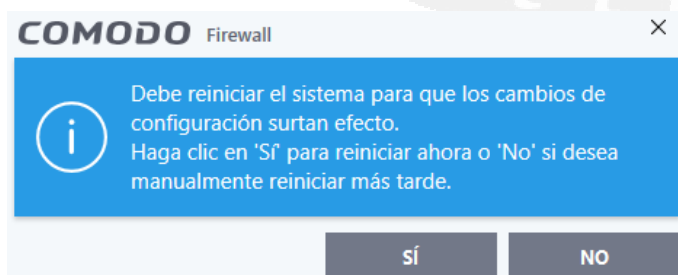 COMODO Firewall
Debe reiniciar el sistema para que los cambios de
configuración surtan efecto.
Haga clic en 'Sí' para reiniciar ahora o 'No' si desea
manualmente reiniciar más tarde.
SÍ NO